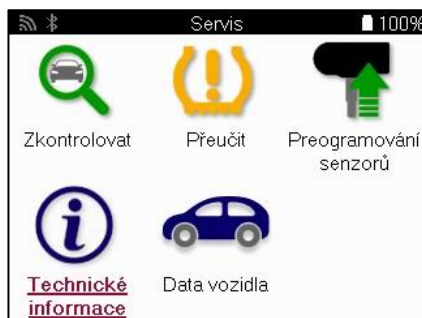 Servis 100%
Zkontrolovat Přeučit Preogramování
senzorů
Technické Data vozidla
informace